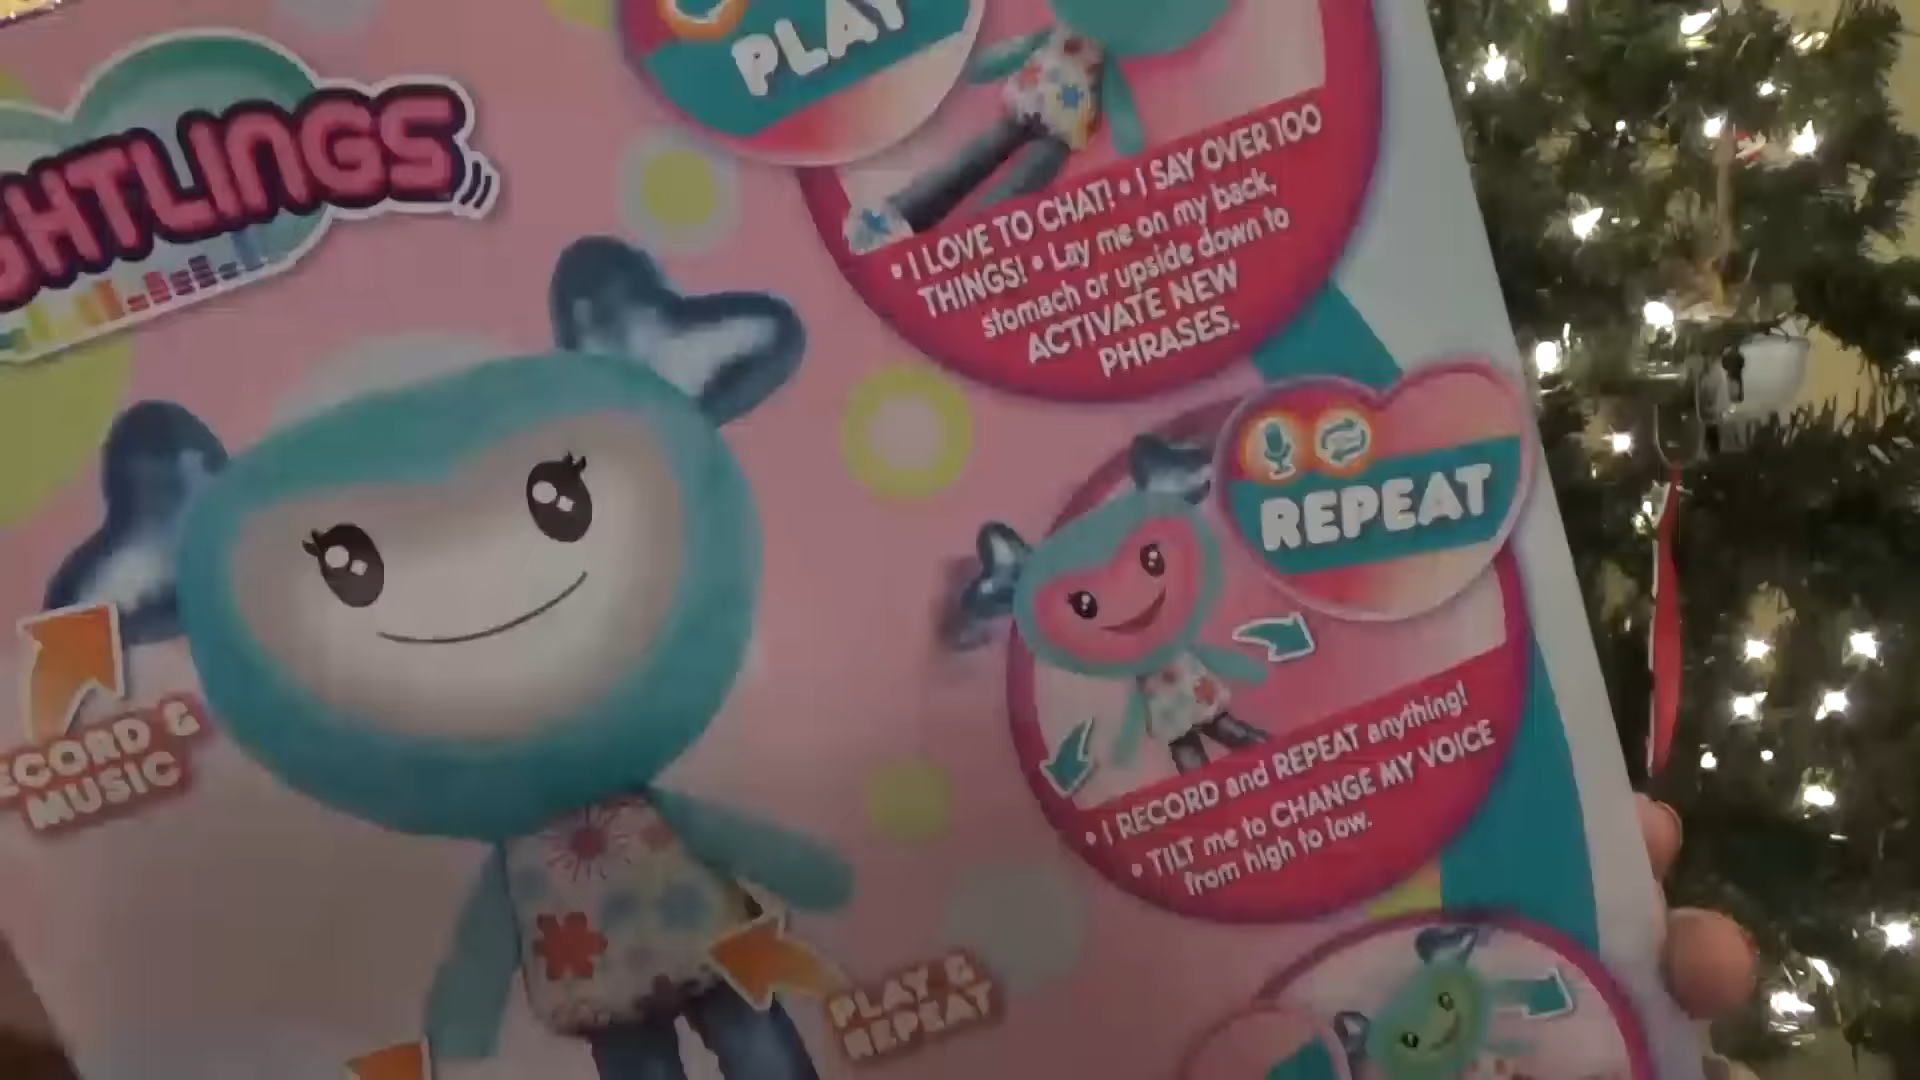 GHTLINGS
PLAY
• I LOVE TO CHAT! • I SAY OVER 100
THINGS! • Lay me on my back,
stomach or upside down to
ACTIVATE NEW
PHRASES.
REPEAT
• I RECORD and REPEAT anything!
• TILT me to CHANGE MY VOICE
from high to low.
ECORD &
MUSIC
PLAY &
REPEAT